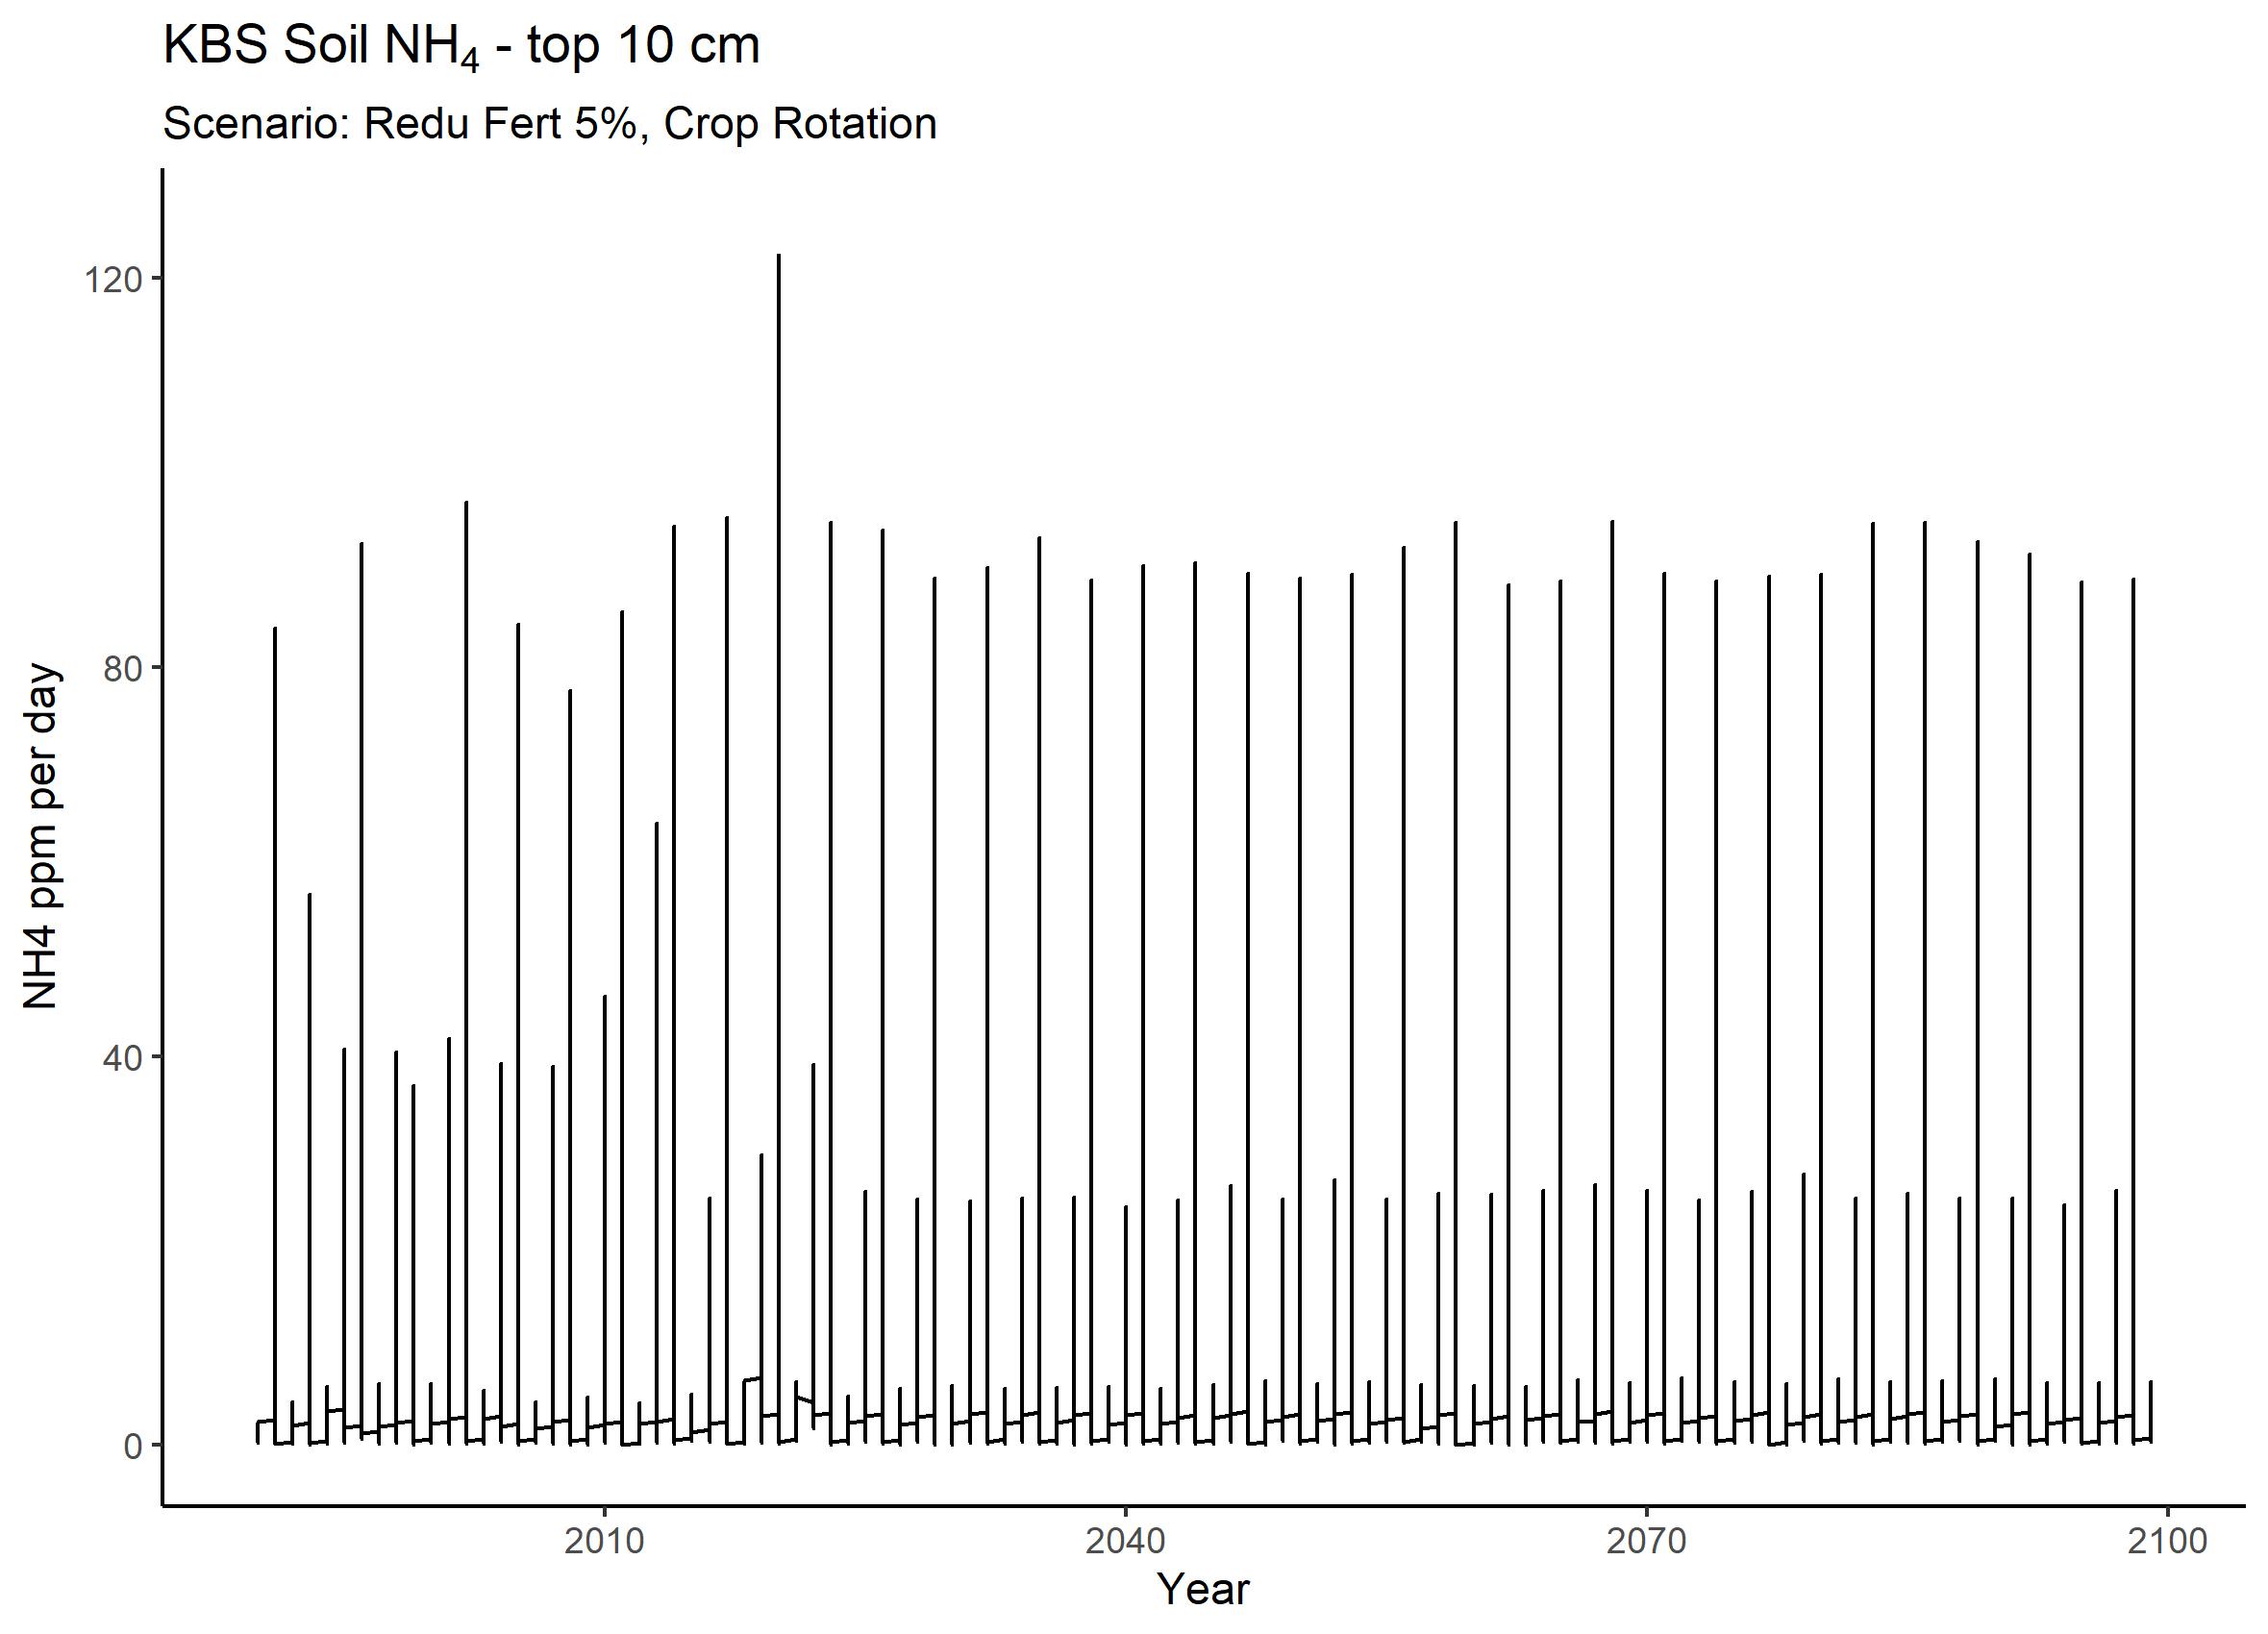 KBS Soil NH₄ - top 10 cm
Scenario: Redu Fert 5%, Crop Rotation
NH4 ppm per day
120
80
40
0
2010 2040 2070 2100
Year